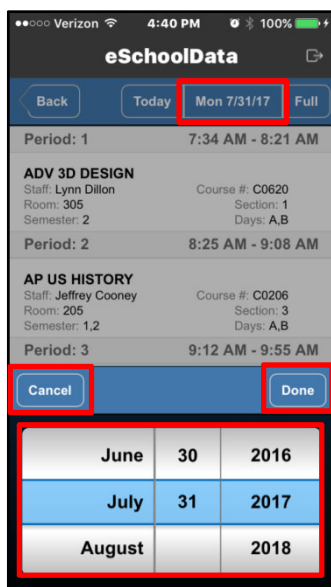 Verizon 4:40 PM 100%
eSchoolData
Back Today Mon 7/31/17 Full
Period: 1 7:34 AM - 8:21 AM
ADV 3D DESIGN
Staff: Lynn Dillon Course #: C0620
Room: 305 Section: 1
Semester: 2 Days: A,B
Period: 2 8:25 AM - 9:08 AM
AP US HISTORY
Staff: Jeffrey Cooney Course #: C0206
Room: 205 Section: 3
Semester: 1,2 Days: A,B
Period: 3 9:12 AM - 9:55 AM
Cancel Done
June 30 2016
July 31 2017
August 2018